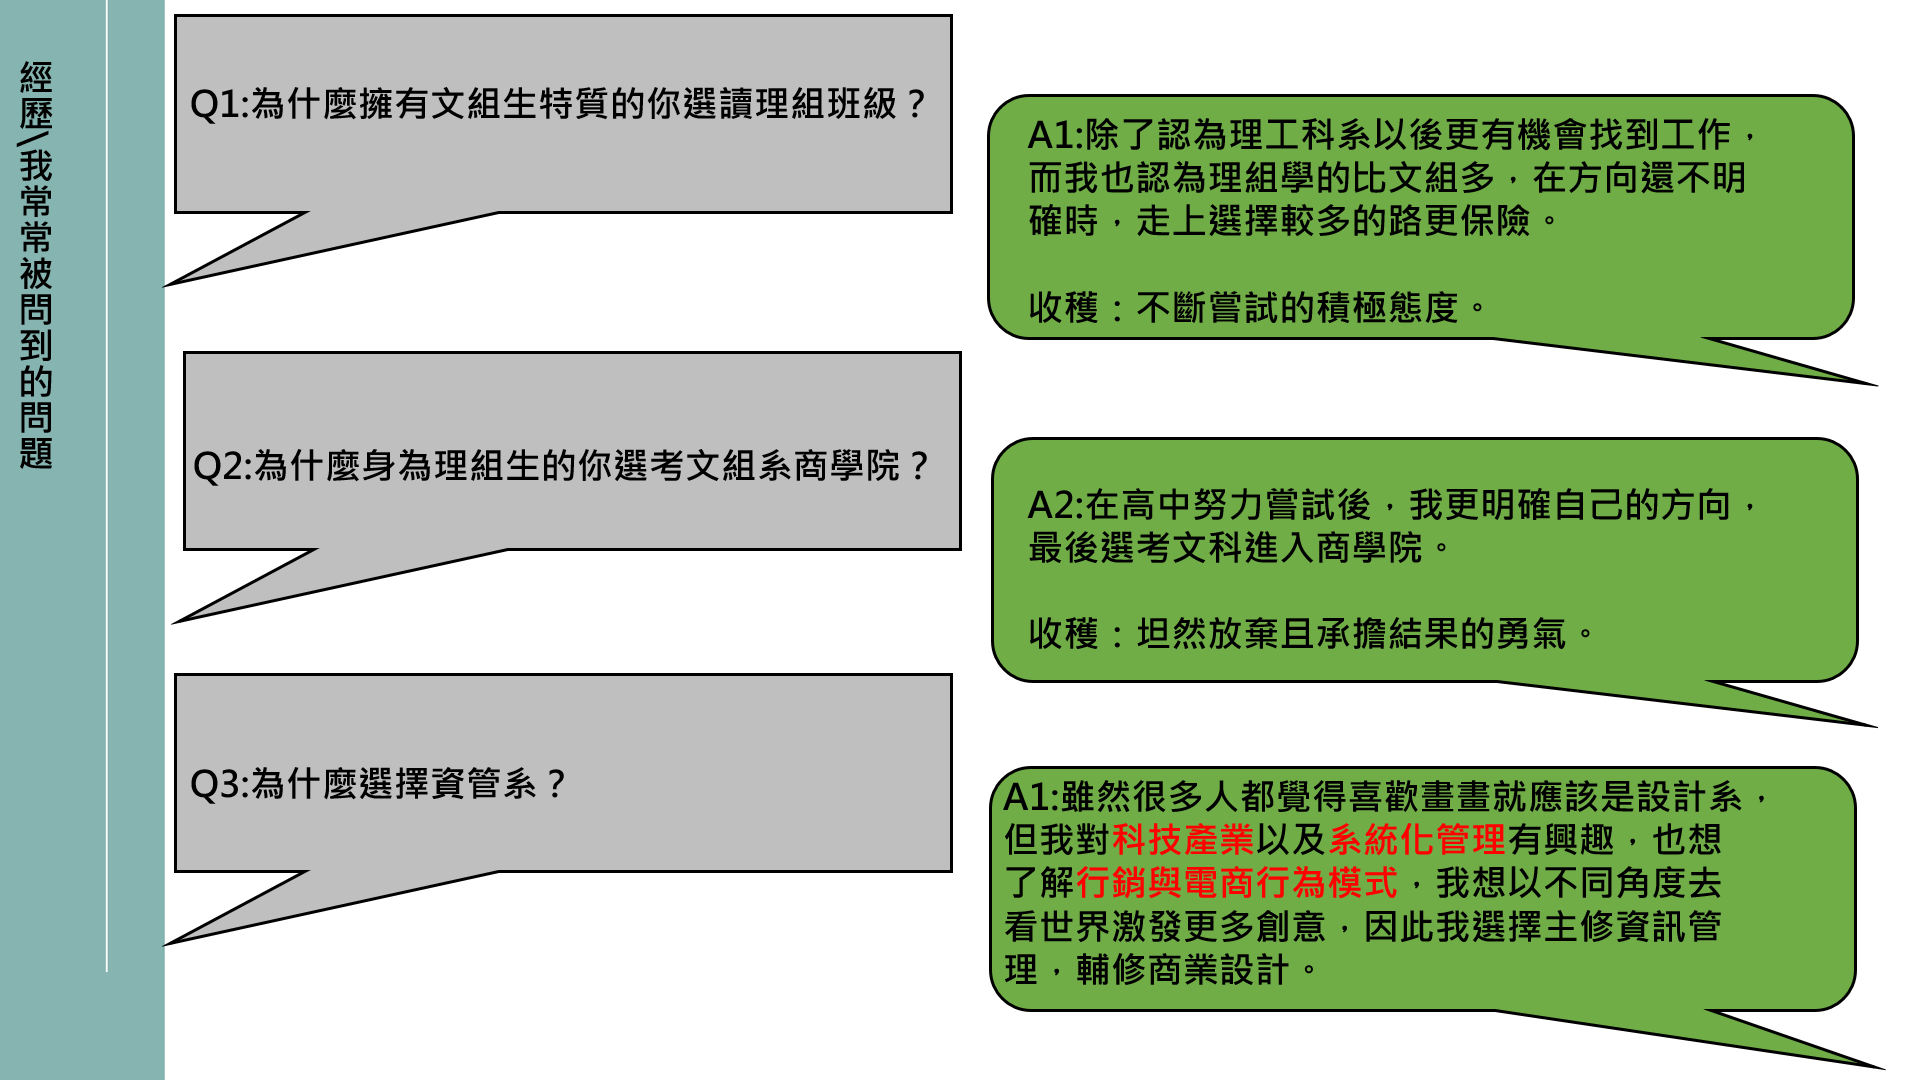 經歷\我常常被問到的問題
Q1:為什麼擁有文組生特質的你選讀理組班級？
A1:除了認為理工科系以後更有機會找到工作，
而我也認為理組學的比文組多，在方向還不明
確時，走上選擇較多的路更保險。
收穫：不斷嘗試的積極態度。
Q2:為什麼身為理組生的你選考文組系商學院？
A2:在高中努力嘗試後，我更明確自己的方向，
最後選考文科進入商學院。
收穫：坦然放棄且承擔結果的勇氣。
Q3:為什麼選擇資管系？
A1:雖然很多人都覺得喜歡畫畫就應該是設計系，
但我對科技產業以及系統化管理有興趣，也想
了解行銷與電商行為模式，我想以不同角度去
看世界激發更多創意，因此我選擇主修資訊管
理，輔修商業設計。